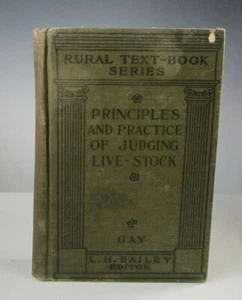 RURAL TEXT-BOOK
SERIES
PRINCIPLES
AND PRACTICE
OF JUDGING
LIVE-STOCK
GAY
L. H. BAILEY
EDITOR